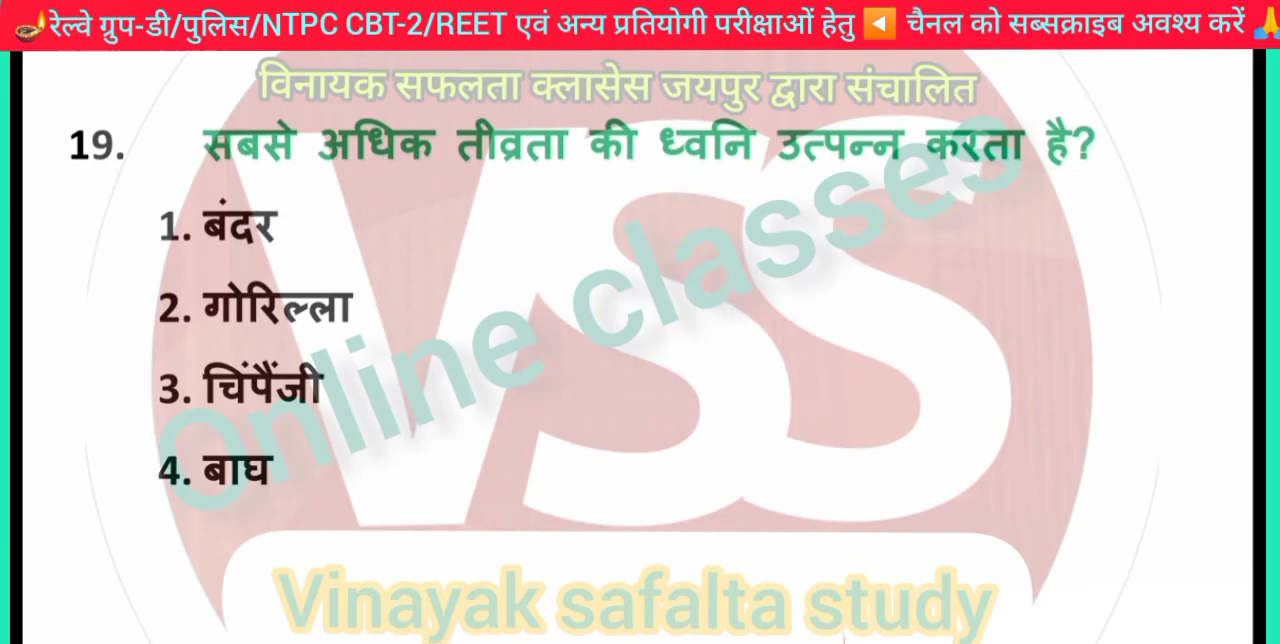 रेल्वे ग्रुप-डी/पुलिस/NTPC CBT-2/REET एवं अन्य प्रतियोगी परीक्षाओं हेतु ◀ चैनल को सब्सक्राइब अवश्य करें
विनायक सफलता क्लासेस जयपुर द्वारा संचालित
19. सबसे अधिक तीव्रता की ध्वनि उत्पन्न करता है?
1. बंदर
2. गोरिल्ला
3. चिंपैंजी
4. बाघ
VSS
Online classes
Vinayak safalta study